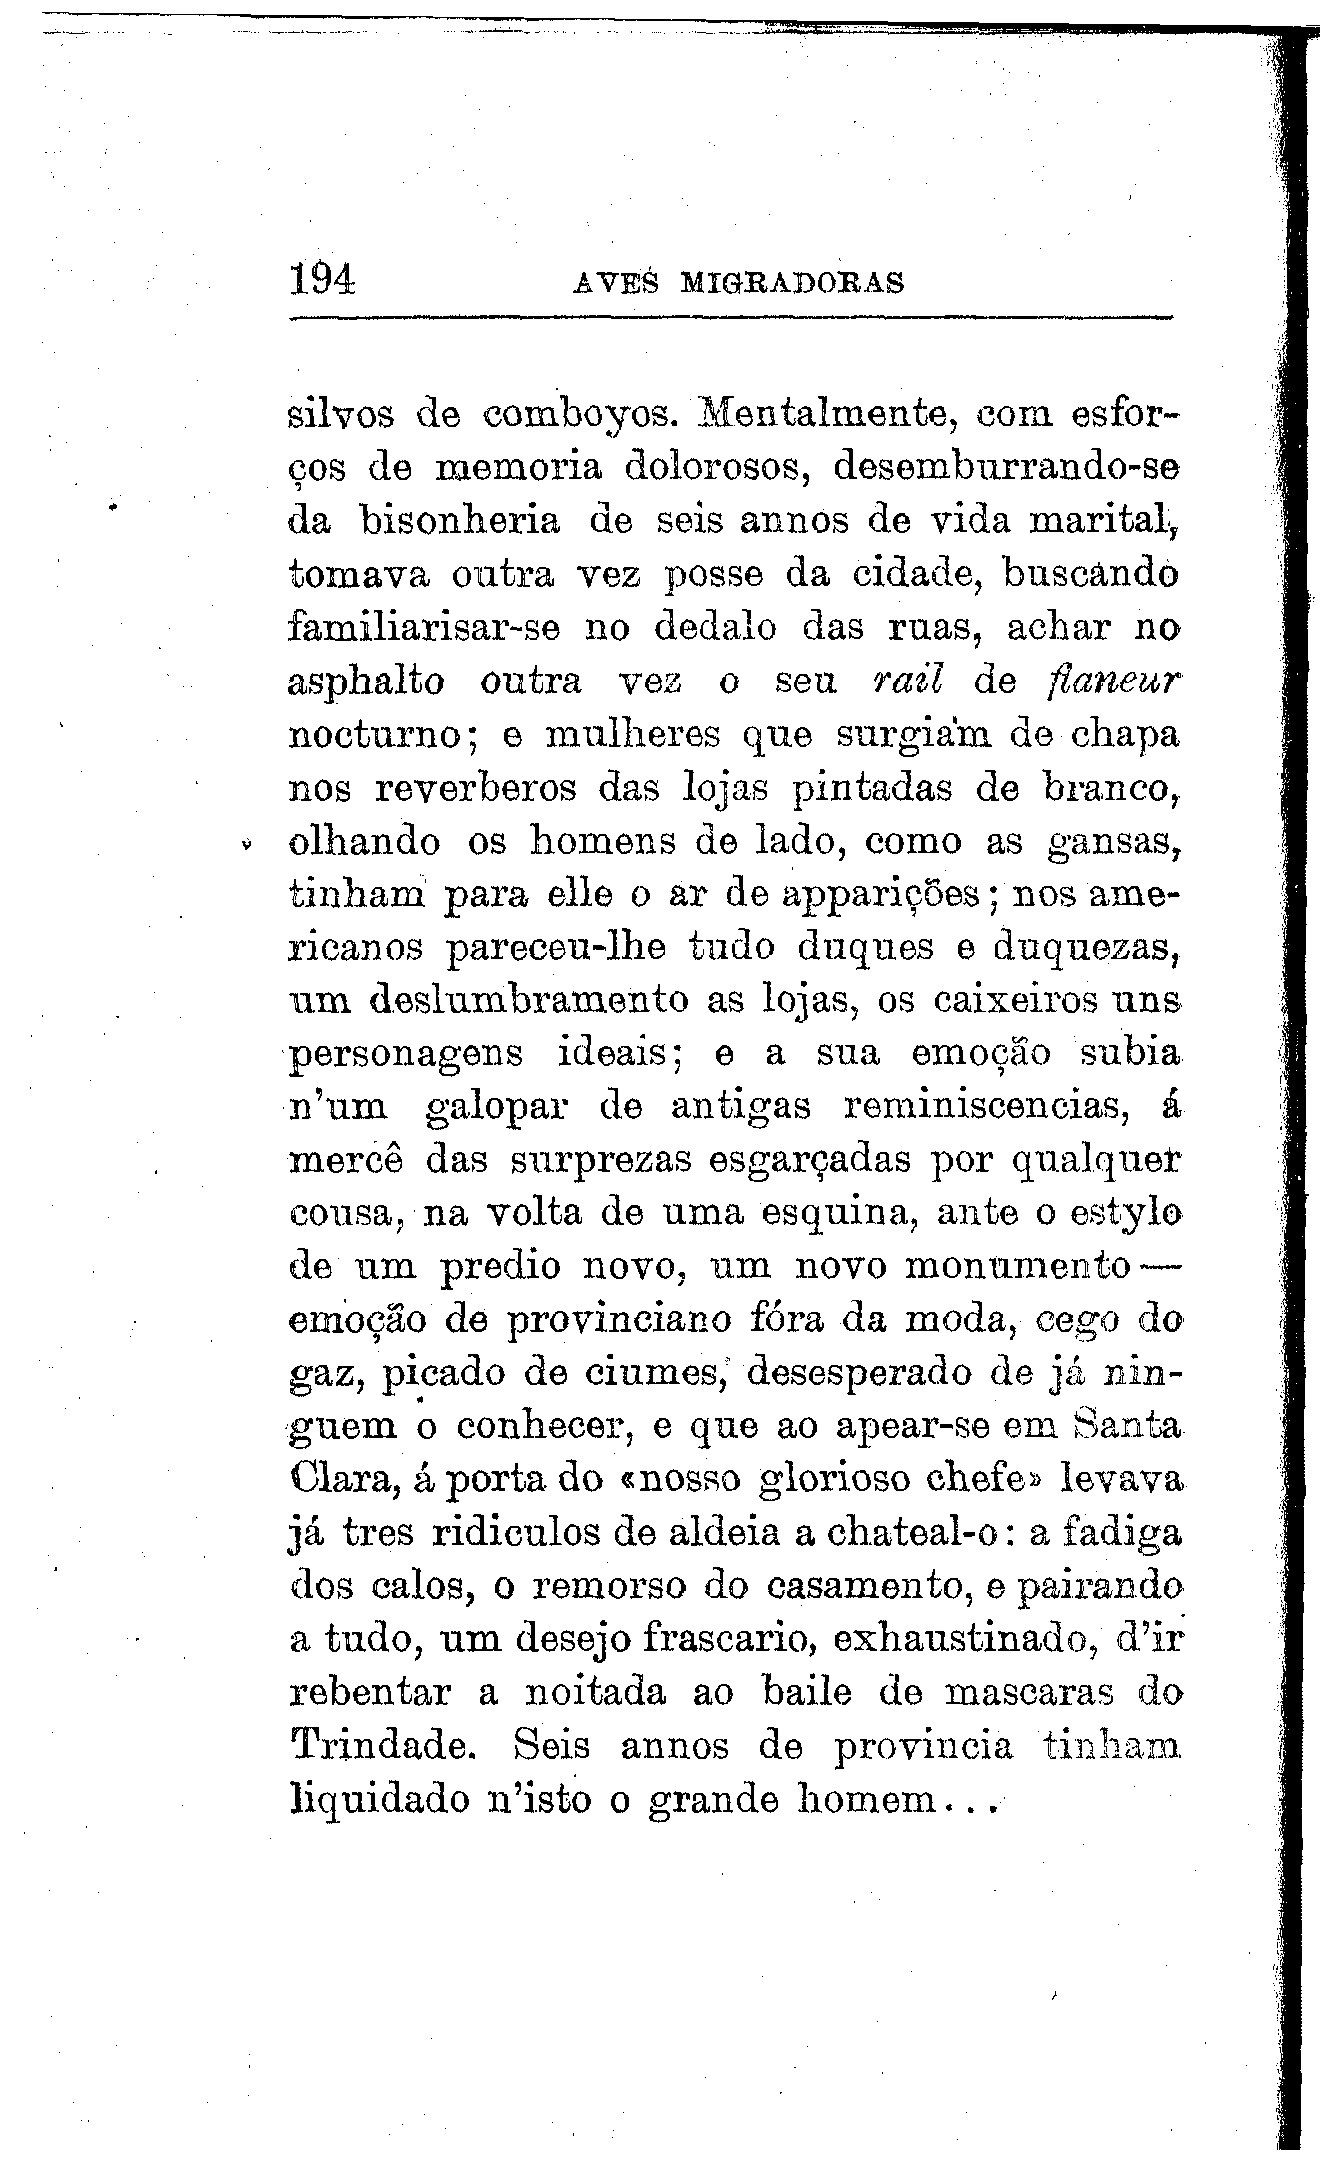 194 AVES MIGRADORAS
silvos de comboyos. Mentalmente, com esfor-
ços de memoria dolorosos, desemburrando-se
da bisonheria de seis annos de vida marital,
tomava outra vez posse da cidade, buscando
familiarisar-se no dedalo das ruas, achar no
asphalto outra vez o seu rail de flaneur
nocturno; e mulheres que surgiam de chapa
nos reverberos das lojas pintadas de branco,
olhando os homens de lado, como as gansas,
tinham para elle o ar de apparições; nos ame-
ricanos pareceu-lhe tudo duques e duquezas,
um deslumbramento as lojas, os caixeiros uns
personagens ideais; e a sua emoção subia
n'um galopar de antigas reminiscencias, á
mercê das surprezas esgarçadas por qualquer
cousa, na volta de uma esquina, ante o estylo
de um predio novo, um novo monumento—
emoção de provinciano fóra da moda, cego do
gaz, picado de ciumes, desesperado de já nin-
guem o conhecer, e que ao apear-se em Santa
Clara, á porta do «nosso glorioso chefe» levava
já tres ridiculos de aldeia a chateal-o: a fadiga
dos calos, o remorso do casamento, e pairando
a tudo, um desejo frascario, exhaustinado, d'ir
rebentar a noitada ao baile de mascaras do
Trindade. Seis annos de provincia tinham
liquidado n'isto o grande homem...